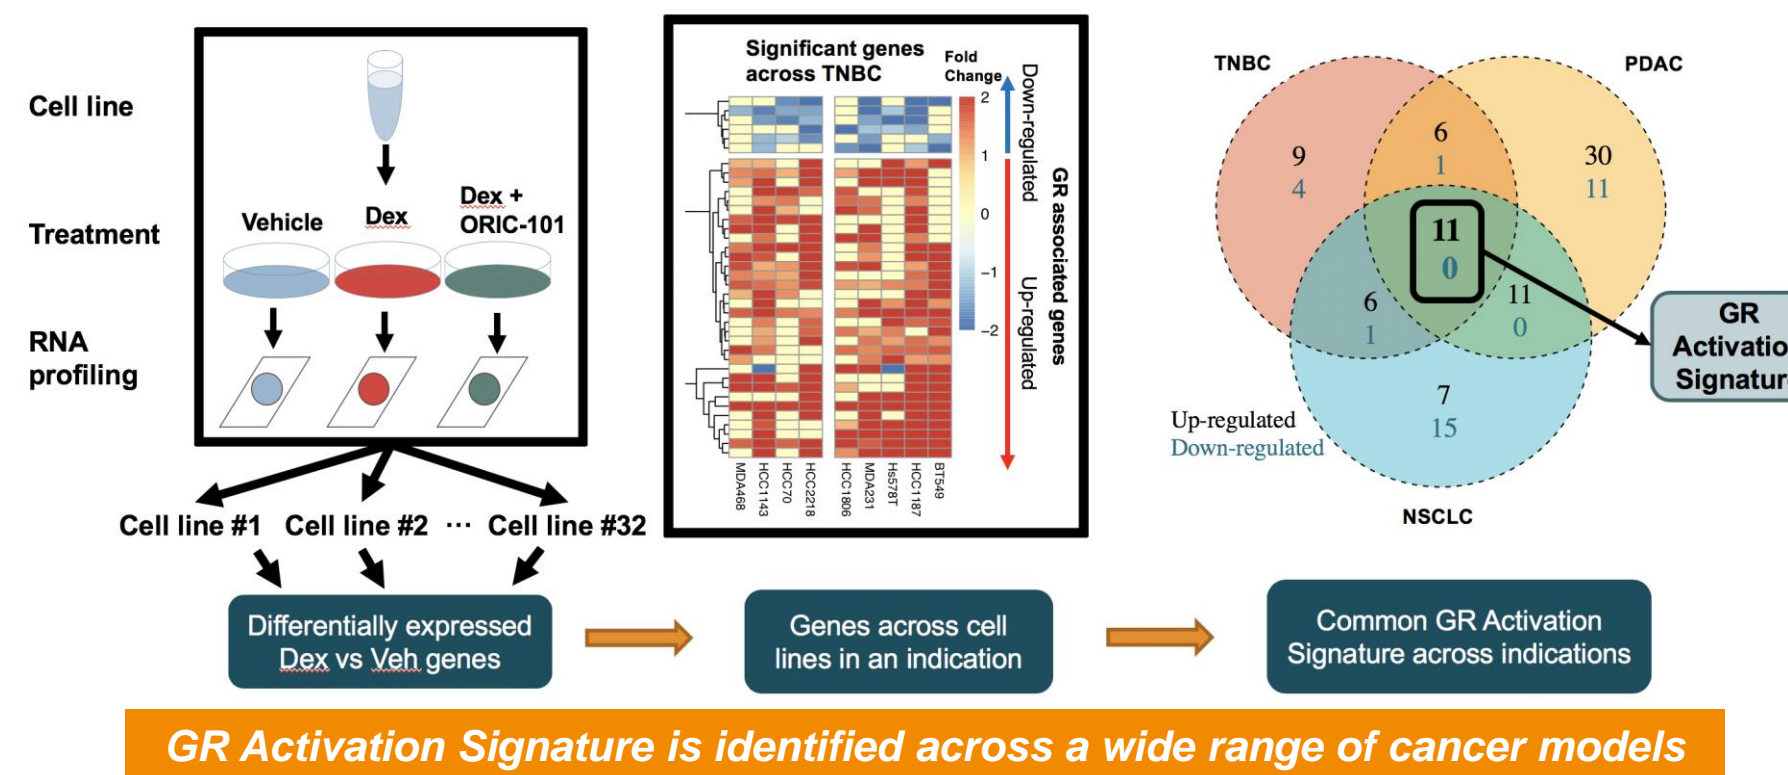 Cell line
Treatment
RNA
profiling
Vehicle
Dex
Dex +
ORIC-101
Cell line #1
Cell line #2
...
Cell line #32
Differentially expressed
Dex vs Veh genes
Significant genes
across TNBC
Fold
Change
2
1
0
−1
−2
Down-regulated
Up-regulated
GR associated genes
MDA468
HCC1143
HCC70
HCC2218
HCC1806
MDA231
Hs578T
HCC1187
BT549
Genes across cell
lines in an indication
TNBC
PDAC
NSCLC
9
4
6
1
30
11
11
0
6
1
11
0
7
15
Up-regulated
Down-regulated
GR
Activatio
Signature
Common GR Activation
Signature across indications
GR Activation Signature is identified across a wide range of cancer models